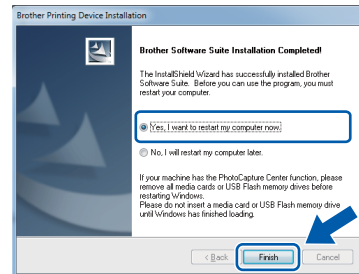 Brother Printing Device Installation
Brother Software Suite Installation Completed!
The InstallShield Wizard has successfully installed Brother
Software Suite. Before you can use the program, you must
restart your computer.
Yes, I want to restart my computer now.
No, I will restart my computer later.
If your machine has the PhotoCapture Center function, please
remove all media cards or USB Flash memory drives before
restarting Windows.
Please do not insert a media card or USB Flash memory drive
until Windows has finished loading.
< Back Finish Cancel